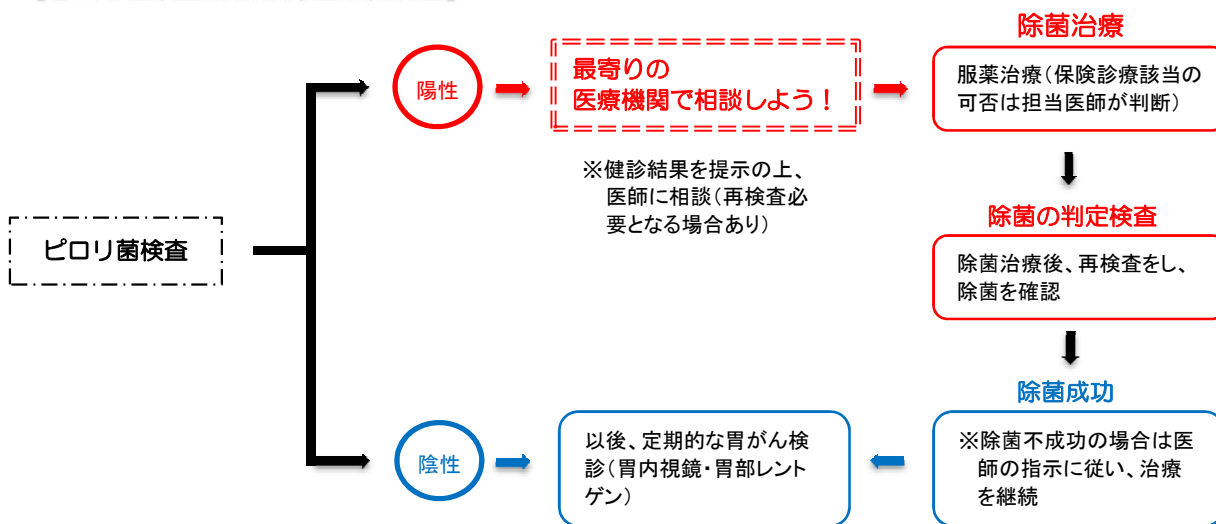 ピロリ菌検査
陽性
最寄りの
医療機関で相談しよう！
※健診結果を提示の上、
医師に相談（再検査必
要となる場合あり）
除菌治療
服薬治療（保険診療該当の
可否は担当医師が判断）
除菌の判定検査
除菌治療後、再検査をし、
除菌を確認
除菌成功
※除菌不成功の場合は医
師の指示に従い、治療
を継続
陰性
以後、定期的な胃がん検
診（胃内視鏡・胃部レント
ゲン）